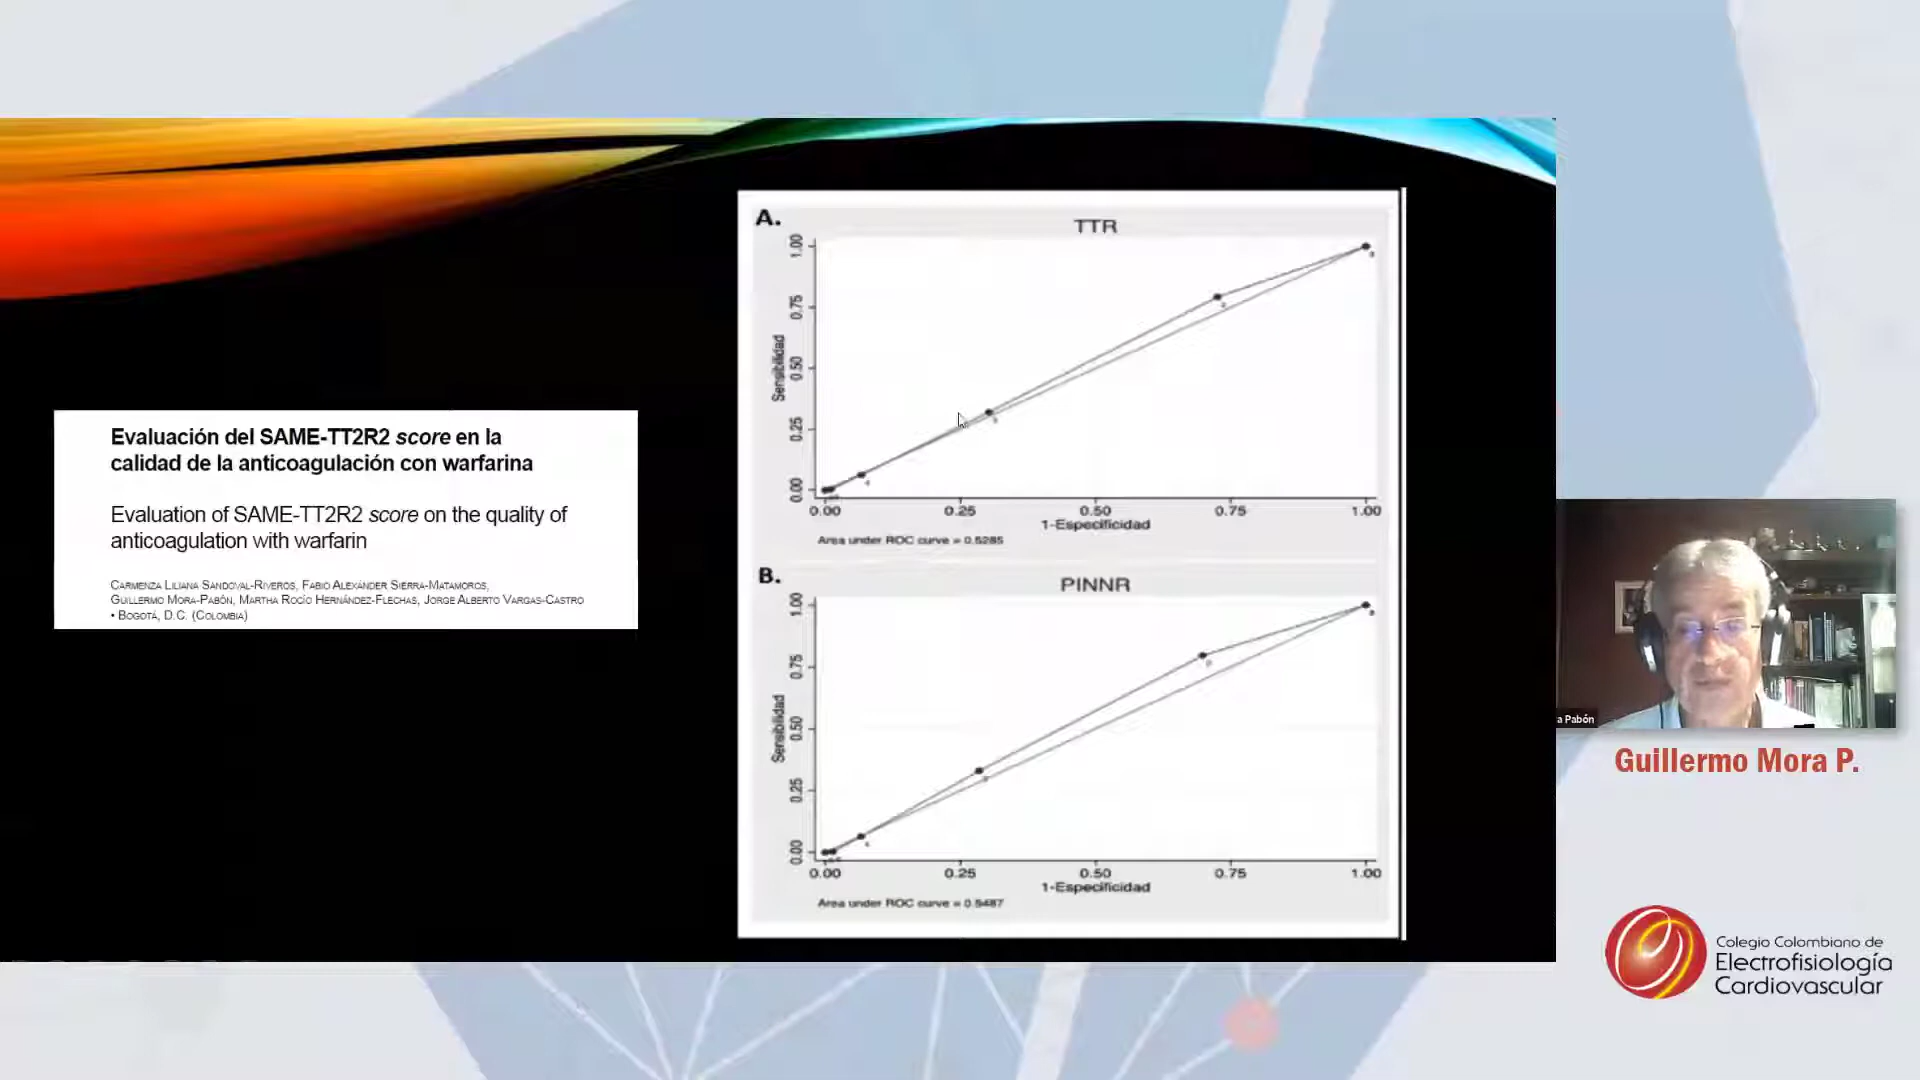 Evaluación del SAME-TT2R2 score en la
calidad de la anticoagulación con warfarina
Evaluation of SAME-TT2R2 score on the quality of
anticoagulation with warfarin
CARMENZA LILIANA SANDOVAL-RIVEROS, FABIO ALEXÁNDER SIERRA-MATAMOROS,
GUILLERMO MORA-PABÓN, MARTHA ROCÍO HERNÁNDEZ-FLECHAS, JORGE ALBERTO VARGAS-CASTRO
• BOGOTÁ, D.C. (COLOMBIA)
A.
TTR
Sensibilidad
1.00
0.75
0.50
0.25
0.00
0.00 0.25 0.50 0.75 1.00
1-Especificidad
Area under ROC curve = 0.5285
B.
PINNR
Sensibilidad
1.00
0.75
0.50
0.25
0.00
0.00 0.25 0.50 0.75 1.00
1-Especificidad
Area under ROC curve = 0.5487
a Pabón
Guillermo Mora P.
Colegio Colombiano de
Electrofisiología
Cardiovascular